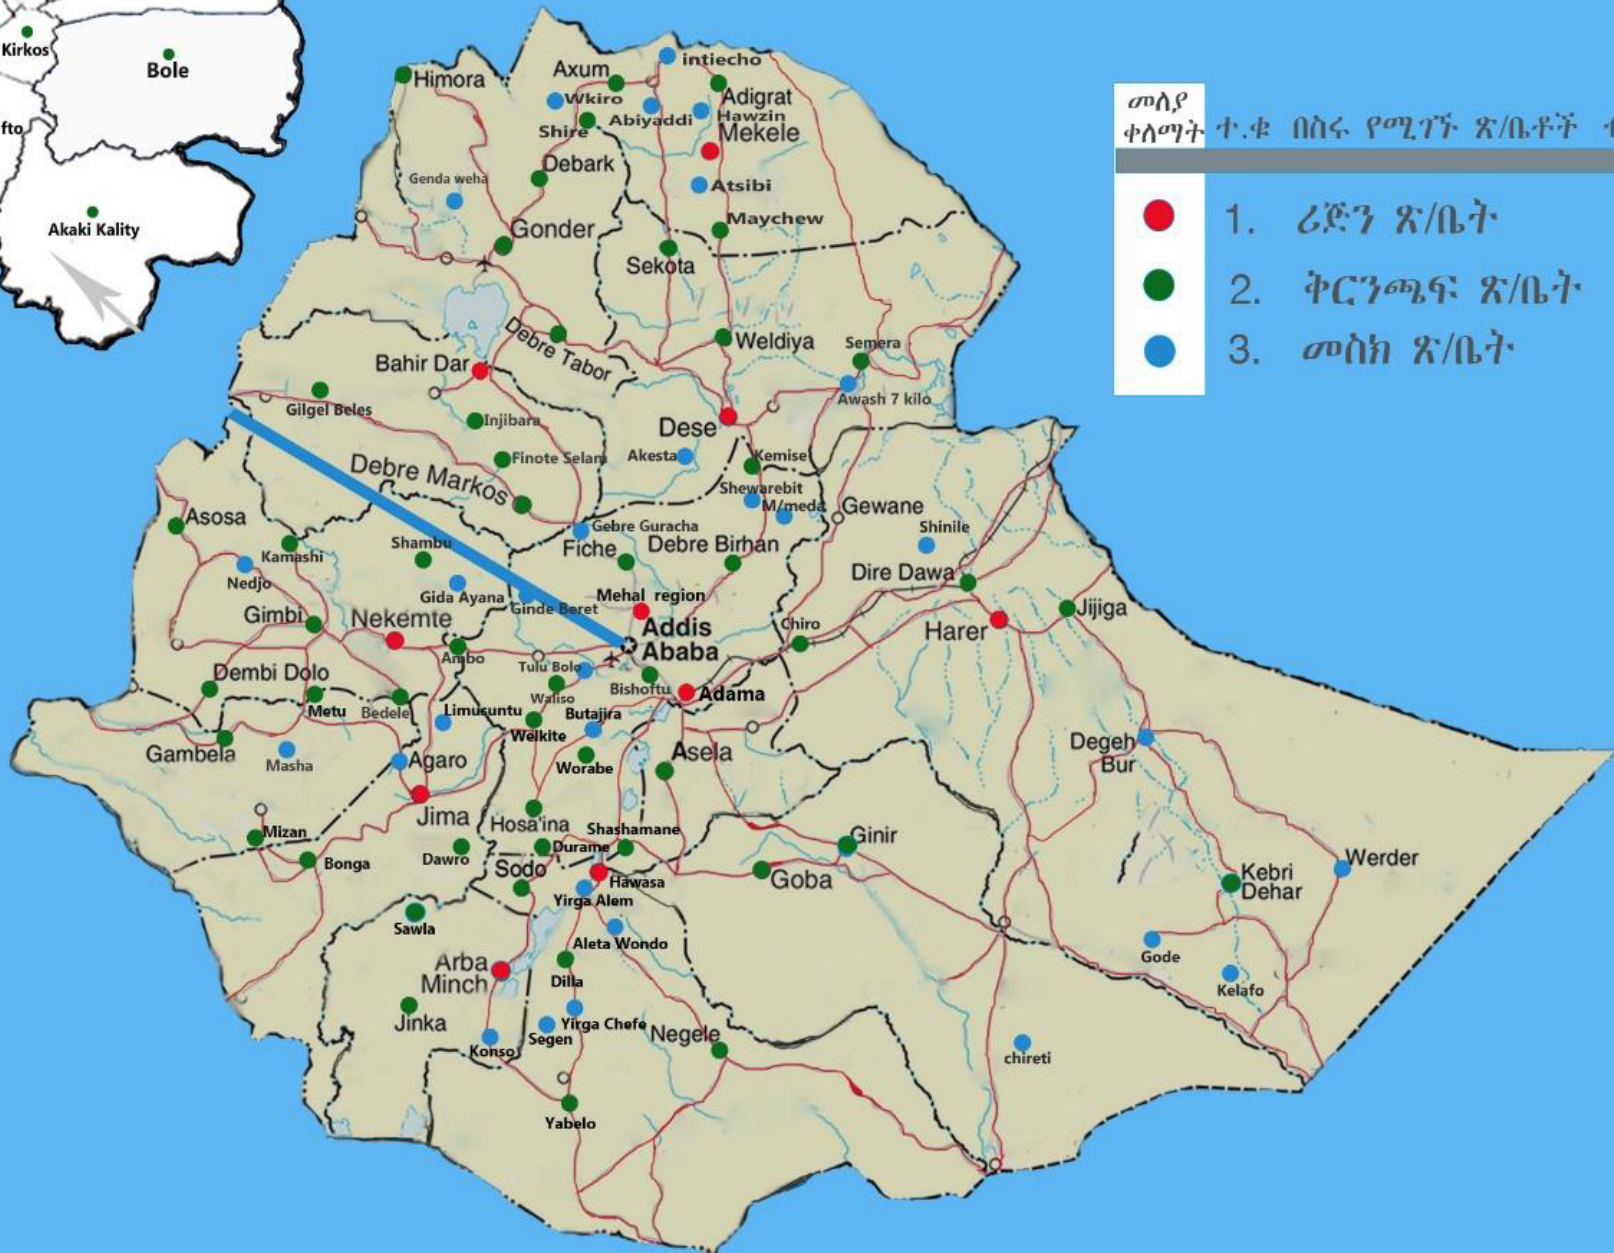 Kirkos
Bole
fto
Akaki Kality
መለያ
ቀለማት
ተ.ቁ በስሩ የሚገኙ ጽ/ቤቶች
1. ሪጅን ጽ/ቤት
2. ቅርንጫፍ ጽ/ቤት
3. መስክ ጽ/ቤት
Himora
Axum
intiecho
Wkiro
Abiyaddi
Adigrat
Hawzin
Shire
Mekele
Debark
Genda weha
Atsibi
Gonder
Maychew
Sekota
Debre Tabor
Weldiya
Semera
Bahir Dar
Awash 7 kilo
Gilgel Beles
Injibara
Dese
Finote Selam
Akesta
Kemise
Debre Markos
Shewarebit
M/meda
Gewane
Asosa
Gebre Guracha
Shinile
Kamashi
Shambu
Fiche
Debre Birhan
Nedjo
Dire Dawa
Gida Ayana
Ginde Beret
Mehal region
Gimbi
Nekemte
Addis
Ababa
Chiro
Harer
Jijiga
Ambo
Tulu Bolo
Dembi Dolo
Waliso
Bishoftu
Adama
Metu
Bedele
Limusuntu
Butajira
Welkite
Gambela
Masha
Agaro
Worabe
Asela
Degeh
Bur
Jima
Hosa'ina
Shashamane
Mizan
Durame
Ginir
Bonga
Dawro
Sodo
Hawasa
Goba
Werder
Kebri
Dehar
Yirga Alem
Sawla
Aleta Wondo
Gode
Arba
Minch
Dilla
Kelafo
Jinka
Yirga Chefe
Segen
Negele
Konso
chireti
Yabelo